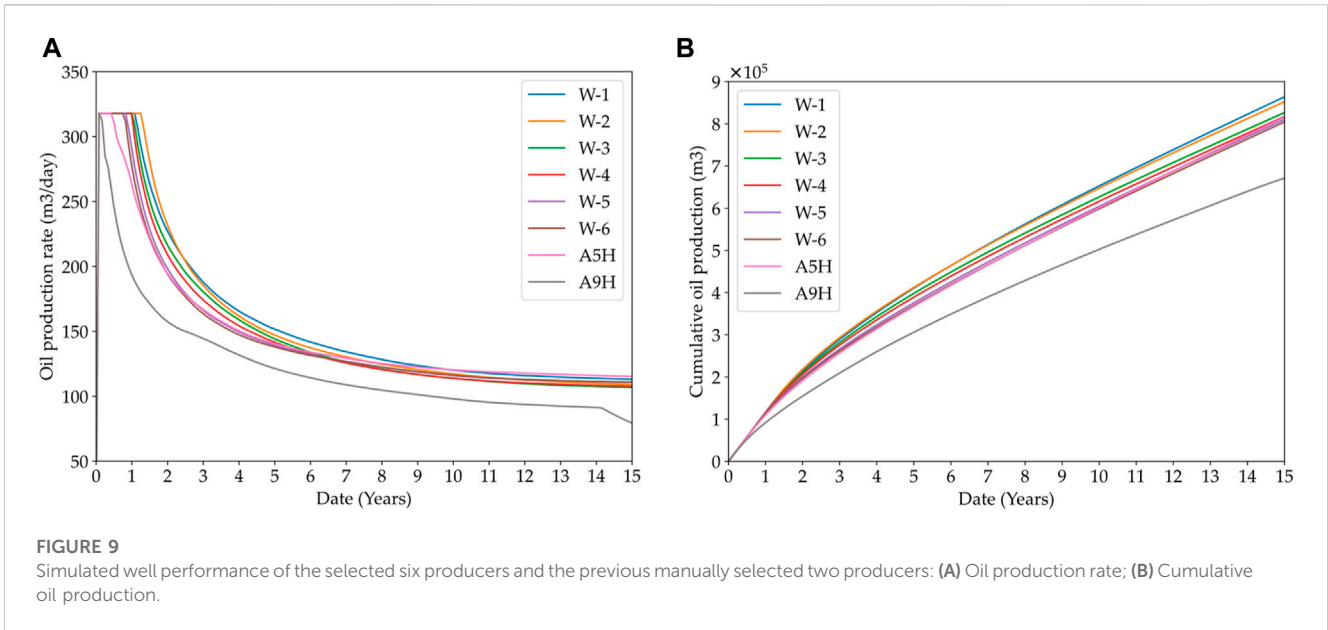 A
350
300
250
200
150
100
50
Oil production rate (m3/day)
W-1
W-2
W-3
W-4
W-5
W-6
A5H
A9H
0 1 2 3 4 5 6 7 8 9 10 11 12 13 14 15
Date (Years)
B
×10⁵
9
8
7
6
5
4
3
2
1
0
Cumulative oil production (m3)
W-1
W-2
W-3
W-4
W-5
W-6
A5H
A9H
0 1 2 3 4 5 6 7 8 9 10 11 12 13 14 15
Date (Years)
FIGURE 9
Simulated well performance of the selected six producers and the previous manually selected two producers: (A) Oil production rate; (B) Cumulative
oil production.